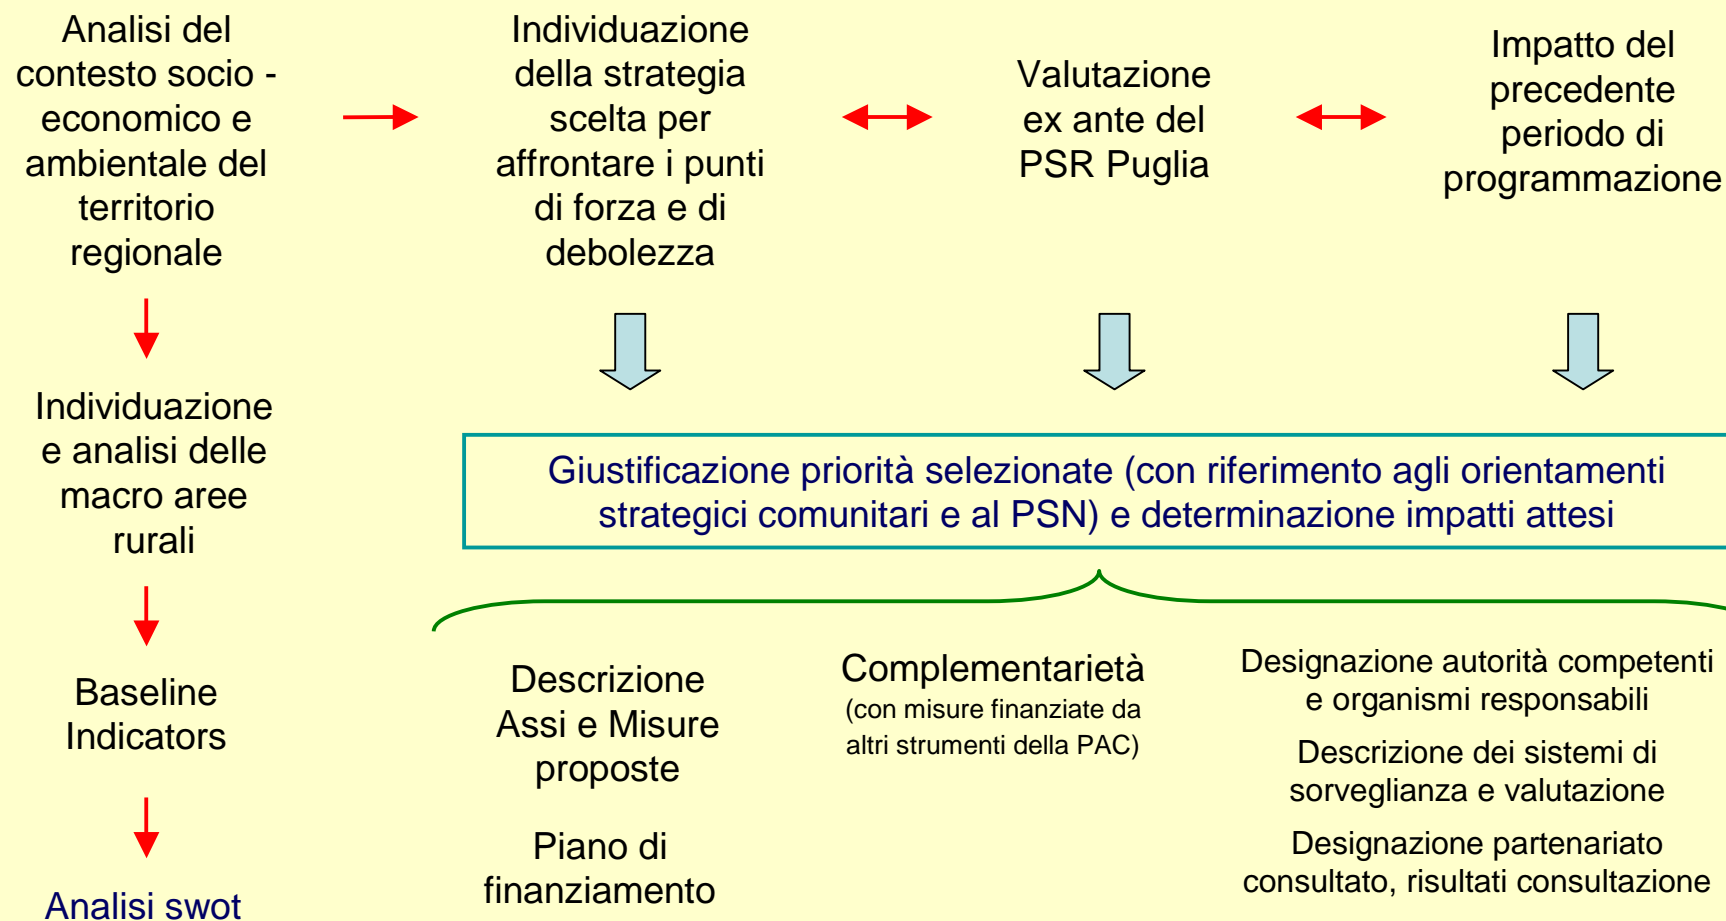 Analisi del
contesto socio -
economico e
ambientale del
territorio
regionale
Individuazione
della strategia
scelta per
affrontare i punti
di forza e di
debolezza
Valutazione
ex ante del
PSR Puglia
Impatto del
precedente
periodo di
programmazione
Individuazione
e analisi delle
macro aree
rurali
Giustificazione priorità selezionate (con riferimento agli orientamenti
strategici comunitari e al PSN) e determinazione impatti attesi
Baseline
Indicators
Analisi swot
Descrizione
Assi e Misure
proposte
Piano di
finanziamento
Complementarietà
(con misure finanziate da
altri strumenti della PAC)
Designazione autorità competenti
e organismi responsabili
Descrizione dei sistemi di
sorveglianza e valutazione
Designazione partenariato
consultato, risultati consultazione